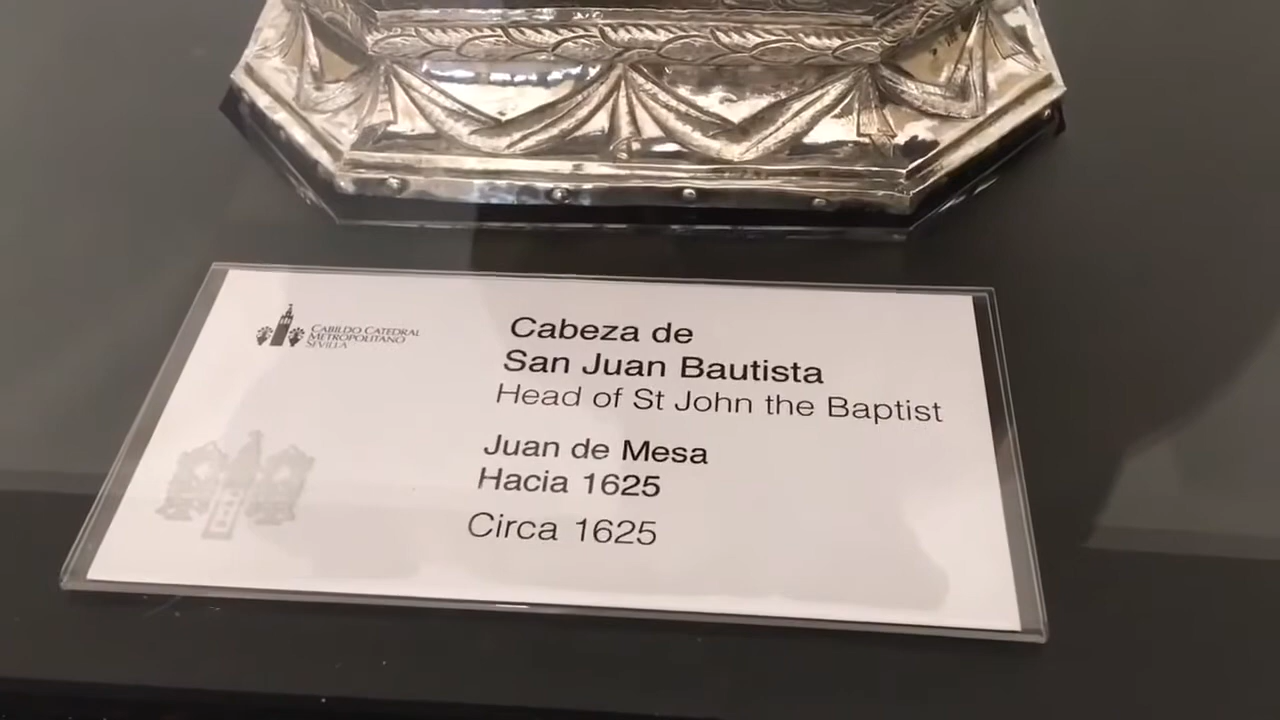 CABILDO CATEDRAL
METROPOLITANO
SEVILLA
Cabeza de
San Juan Bautista
Head of St John the Baptist
Juan de Mesa
Hacia 1625
Circa 1625